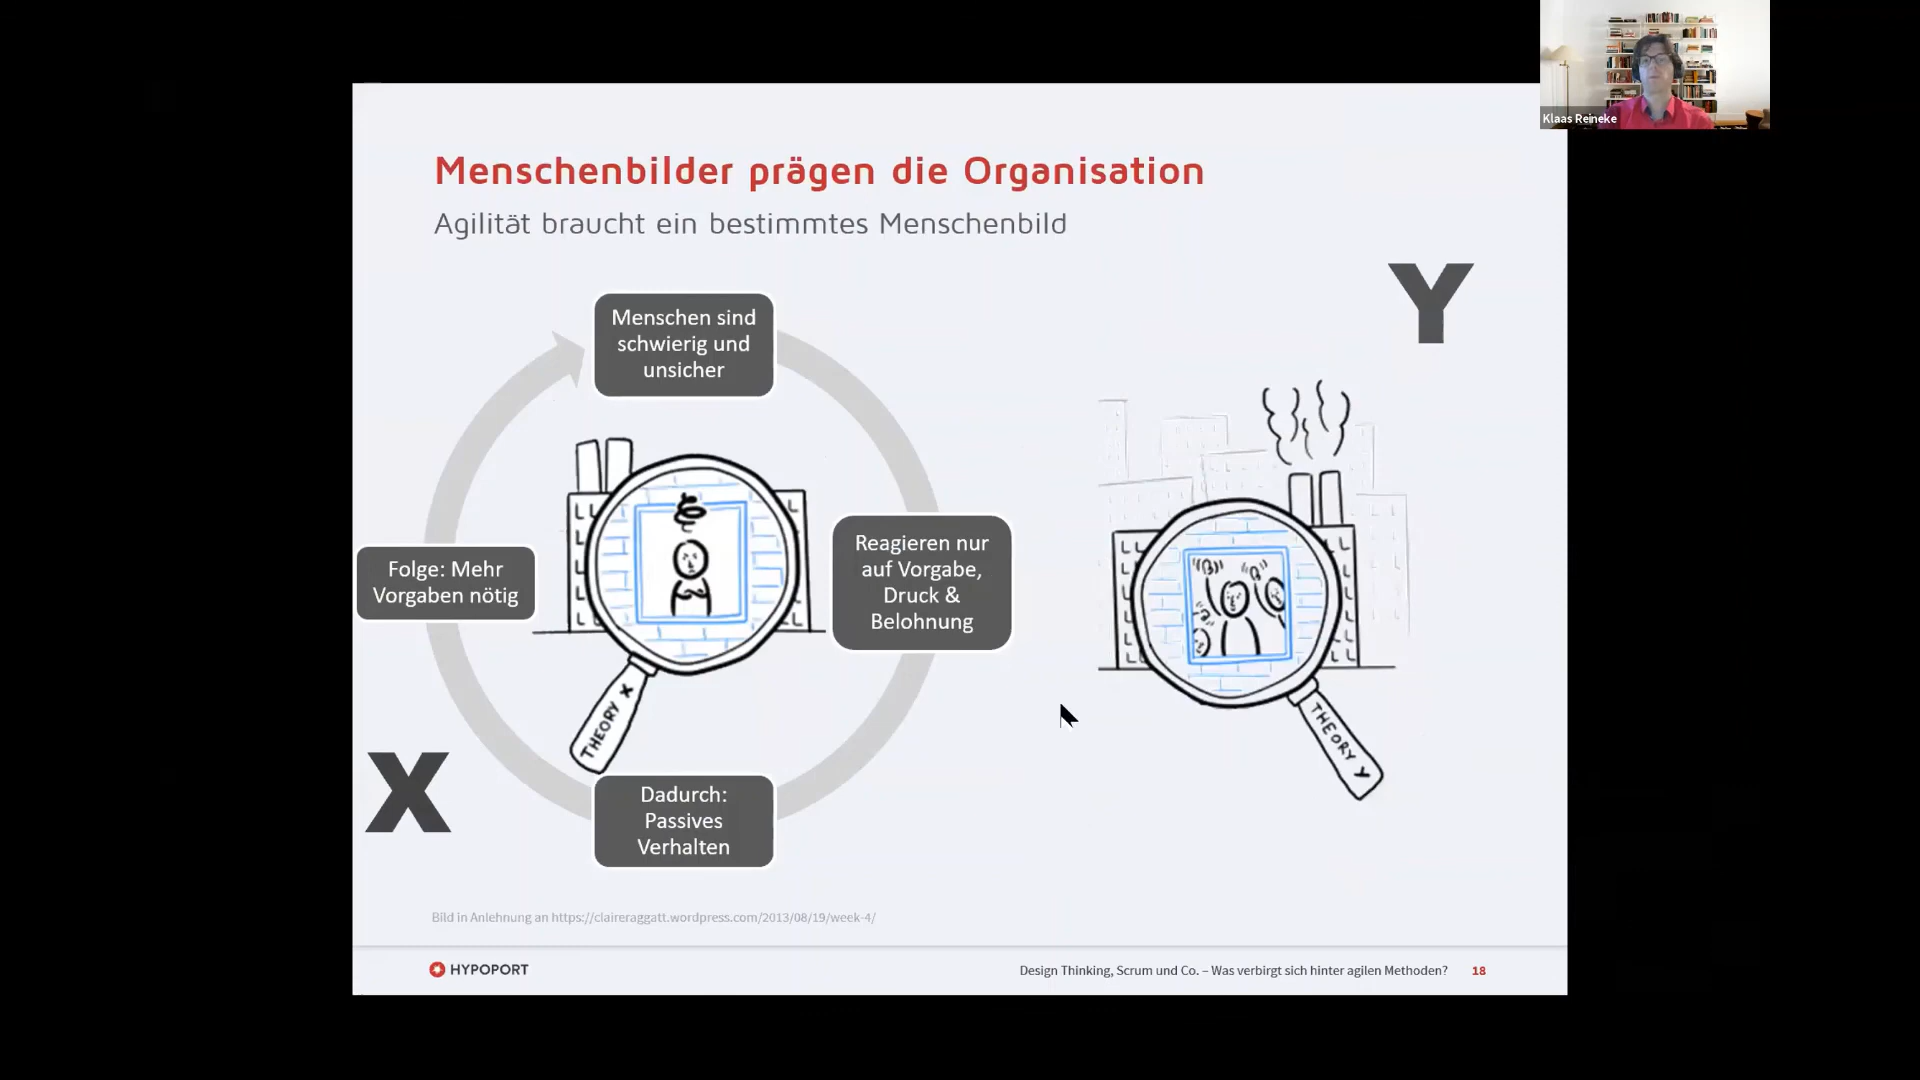 Klaas Reineke
Menschenbilder prägen die Organisation
Agilität braucht ein bestimmtes Menschenbild
Y
Menschen sind
schwierig und
unsicher
Reagieren nur
auf Vorgabe,
Druck &
Belohnung
Folge: Mehr
Vorgaben nötig
THEORY X
THEORY Y
X
Dadurch:
Passives
Verhalten
Bild in Anlehnung an https://claireraggatt.wordpress.com/2013/08/19/week-4/
HYPOPORT
Design Thinking, Scrum und Co. – Was verbirgt sich hinter agilen Methoden? 18